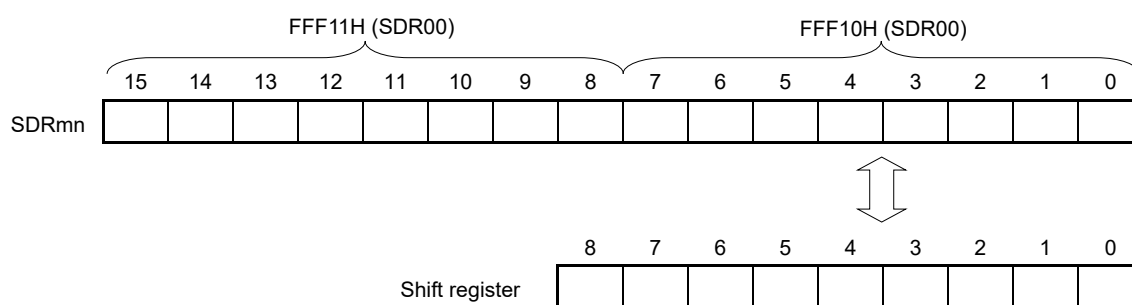 FFF11H (SDR00) FFF10H (SDR00)
15 14 13 12 11 10 9 8 7 6 5 4 3 2 1 0
SDRmn
8 7 6 5 4 3 2 1 0
Shift register